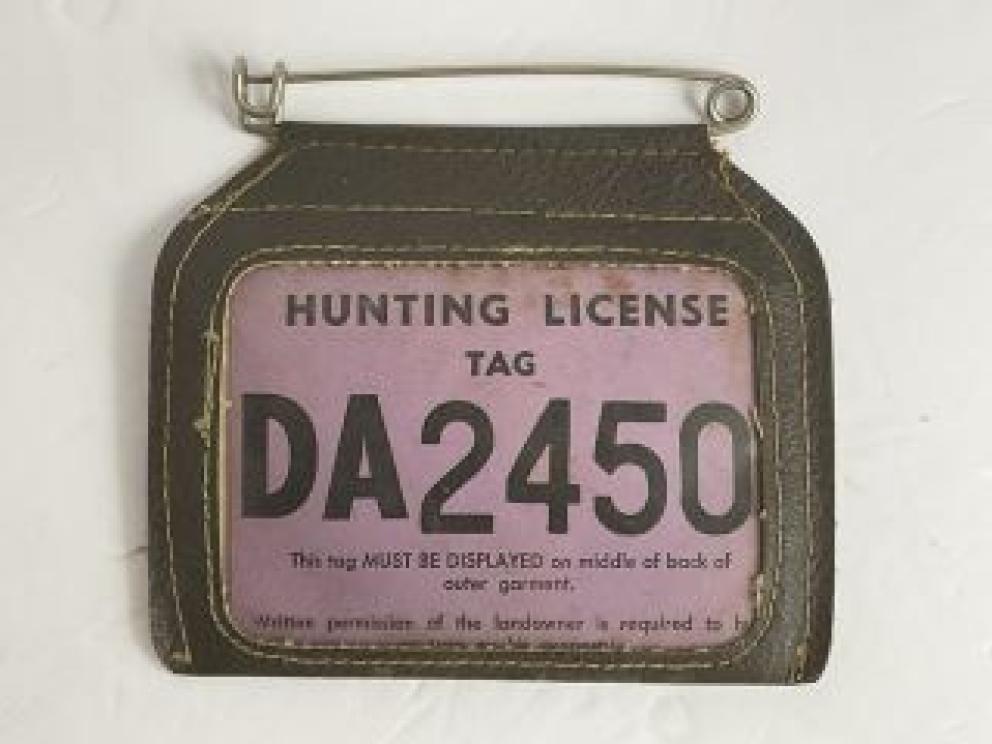 HUNTING LICENSE
TAG
DA2450
This tag MUST BE DISPLAYED on middle of back of
outer garment.
Written permission of the landowner is required to